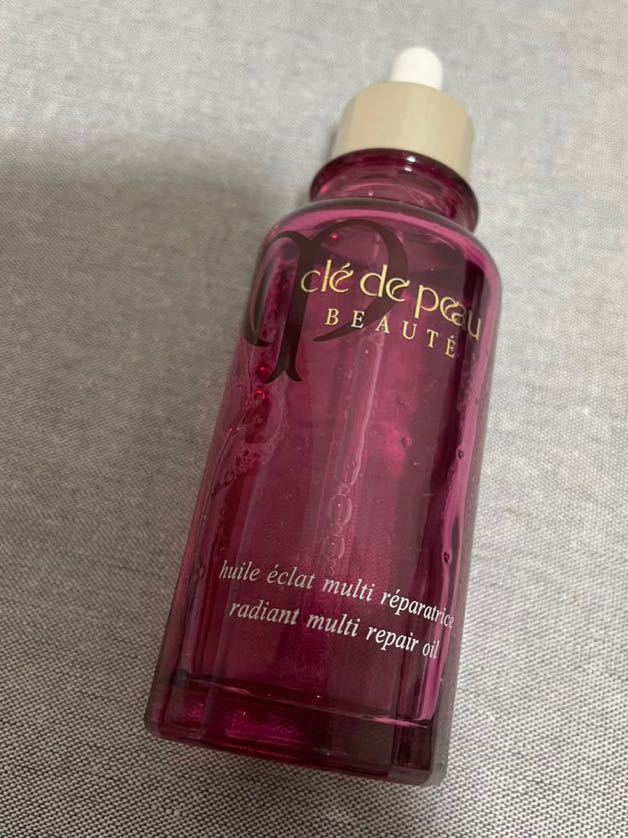 clé de peau
BEAUTÉ
huile éclat multi réparatrice
radiant multi repair oil